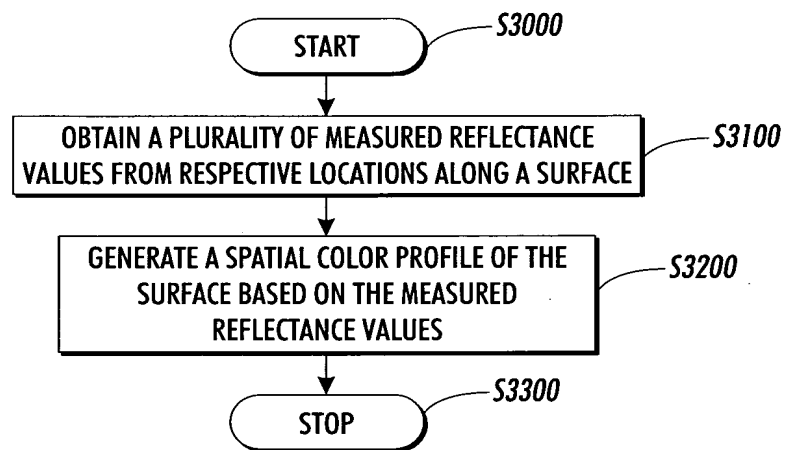 START
S3000
OBTAIN A PLURALITY OF MEASURED REFLECTANCE
VALUES FROM RESPECTIVE LOCATIONS ALONG A SURFACE
S3100
GENERATE A SPATIAL COLOR PROFILE OF THE
SURFACE BASED ON THE MEASURED
REFLECTANCE VALUES
S3200
STOP
S3300